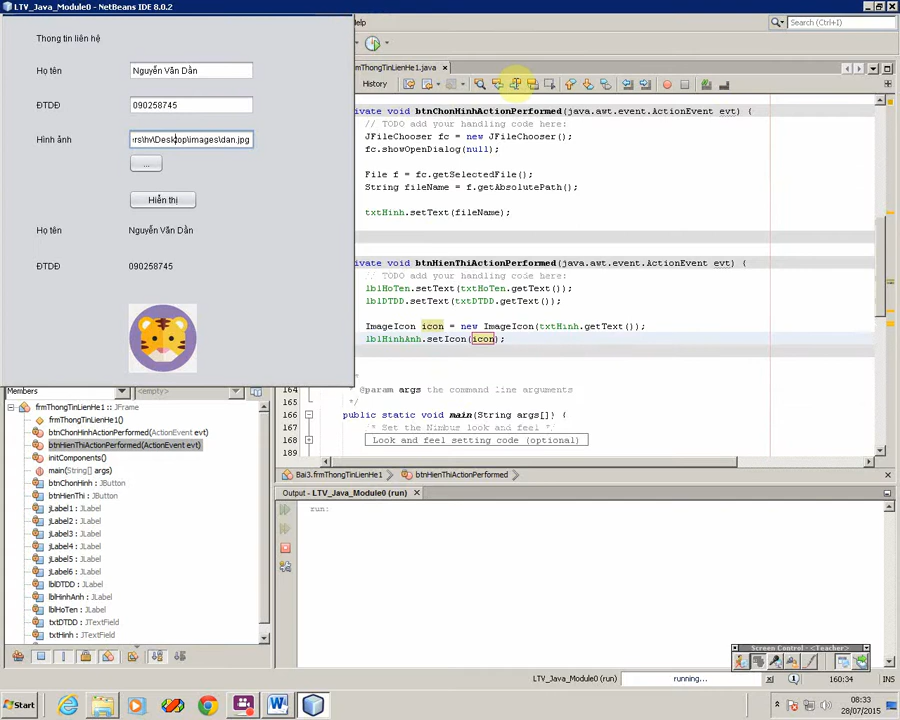 LTV_Java_Module0 - NetBeans IDE 8.0.2
Help
Search (Ctrl+I)
Thong tin liên hệ
Họ tên
Nguyễn Văn Dần
ĐTDĐ
090258745
Hình ảnh
\Desktop\images\dan.jpg
...
Hiển thị
Họ tên Nguyễn Văn Dần
ĐTDĐ 090258745
frmThongTinLienHe1.java
History
private void btnChonHinhActionPerformed(java.awt.event.ActionEvent evt) {
// TODO add your handling code here:
JFileChooser fc = new JFileChooser();
fc.showOpenDialog(null);
File f = fc.getSelectedFile();
String fileName = f.getAbsolutePath();
txtHinh.setText(fileName);
private void btnHienThiActionPerformed(java.awt.event.ActionEvent evt) {
// TODO add your handling code here:
lblHoTen.setText(txtHoTen.getText());
lblDTDD.setText(txtDTDD.getText());
ImageIcon icon = new ImageIcon(txtHinh.getText());
lblHinhAnh.setIcon(icon);
164 * @param args the command line arguments
165 */
166 public static void main(String args[]) {
167 /* Set the Nimbus look and feel */
168 Look and feel setting code (optional)
189
Bai3.frmThongTinLienHe1
btnHienThiActionPerformed
Members
<empty>
frmThongTinLienHe1 :: JFrame
frmThongTinLienHe1()
btnChonHinhActionPerformed(ActionEvent evt)
btnHienThiActionPerformed(ActionEvent evt)
initComponents()
main(String[] args)
btnChonHinh : JButton
btnHienThi : JButton
jLabel1 : JLabel
jLabel2 : JLabel
jLabel3 : JLabel
jLabel4 : JLabel
jLabel5 : JLabel
jLabel6 : JLabel
lblDTDD : JLabel
lblHinhAnh : JLabel
lblHoTen : JLabel
txtDTDD : JTextField
txtHinh : JTextField
Output - LTV_Java_Module0 (run)
run:
Screen Control - <Teacher>
LTV_Java_Module0 (run)
running...
160:34
INS
Start
08:33
28/07/2015